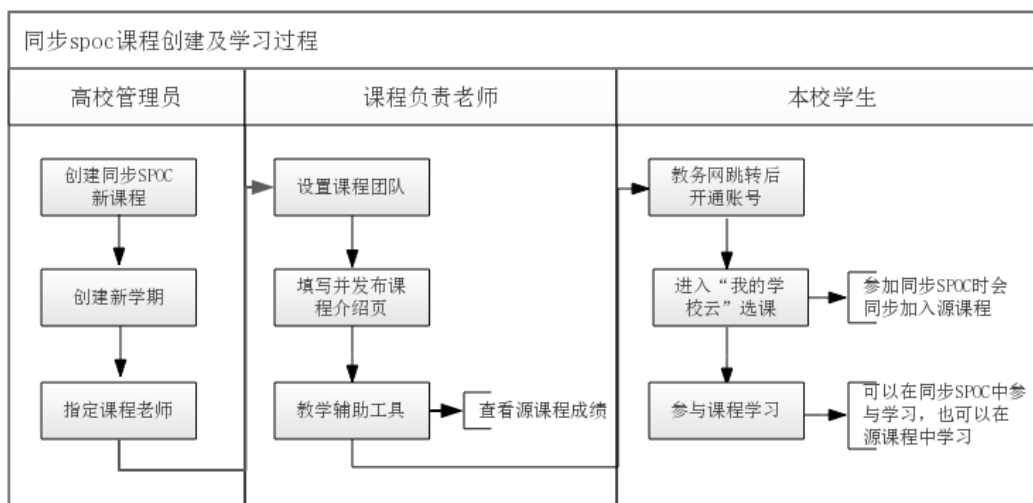 同步spoc课程创建及学习过程
高校管理员
课程负责老师
本校学生
创建同步SPOC
新课程
创建新学期
指定课程老师
设置课程团队
填写并发布课
程介绍页
教学辅助工具
查看源课程成绩
教务网跳转后
开通账号
进入“我的学
校云”选课
参加同步SPOC时会
同步加入源课程
参与课程学习
可以在同步SPOC中参
与学习，也可以在
源课程中学习